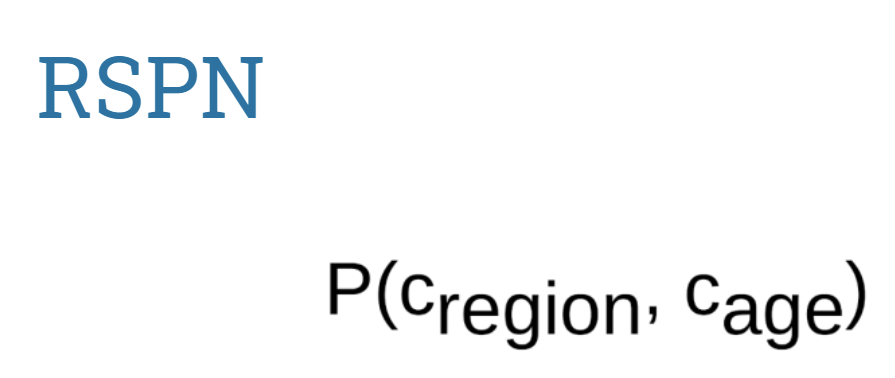 RSPN
P(c_region, c_age)